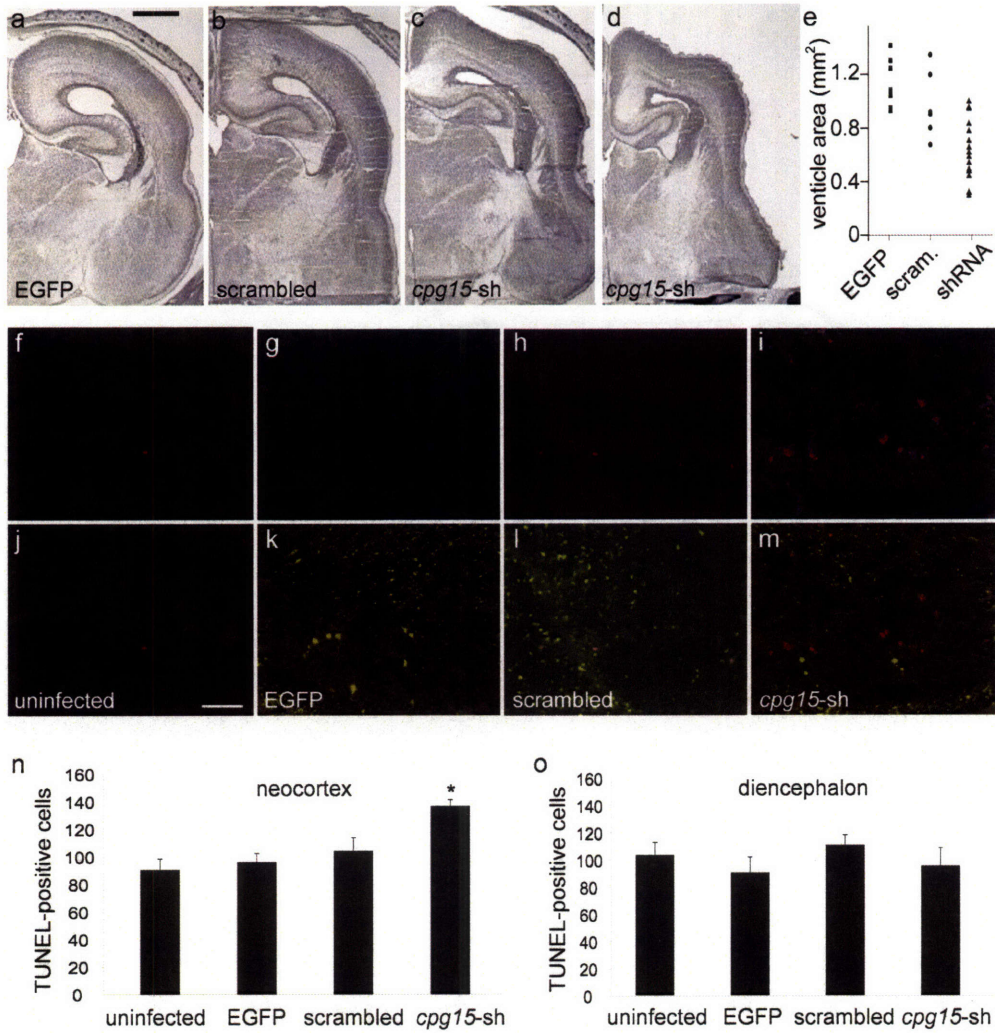 a
b
c
d
e
EGFP
scrambled
cpg15-sh
cpg15-sh
venticle area (mm²)
1.2
0.8
0.4
0
EGFP
scram.
shRNA
f
g
h
i
j
k
l
m
uninfected
EGFP
scrambled
cpg15-sh
n
neocortex
TUNEL-positive cells
160
140
120
100
80
60
40
20
0
*
uninfected
EGFP
scrambled
cpg15-sh
o
diencephalon
TUNEL-positive cells
160
140
120
100
80
60
40
20
0
uninfected
EGFP
scrambled
cpg15-sh